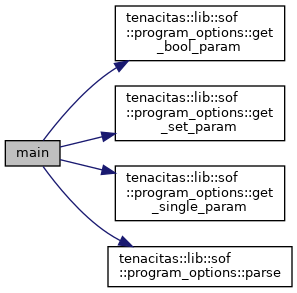 main
tenacitas::lib::sof
::program_options::get
_bool_param
tenacitas::lib::sof
::program_options::get
_set_param
tenacitas::lib::sof
::program_options::get
_single_param
tenacitas::lib::sof
::program_options::parse